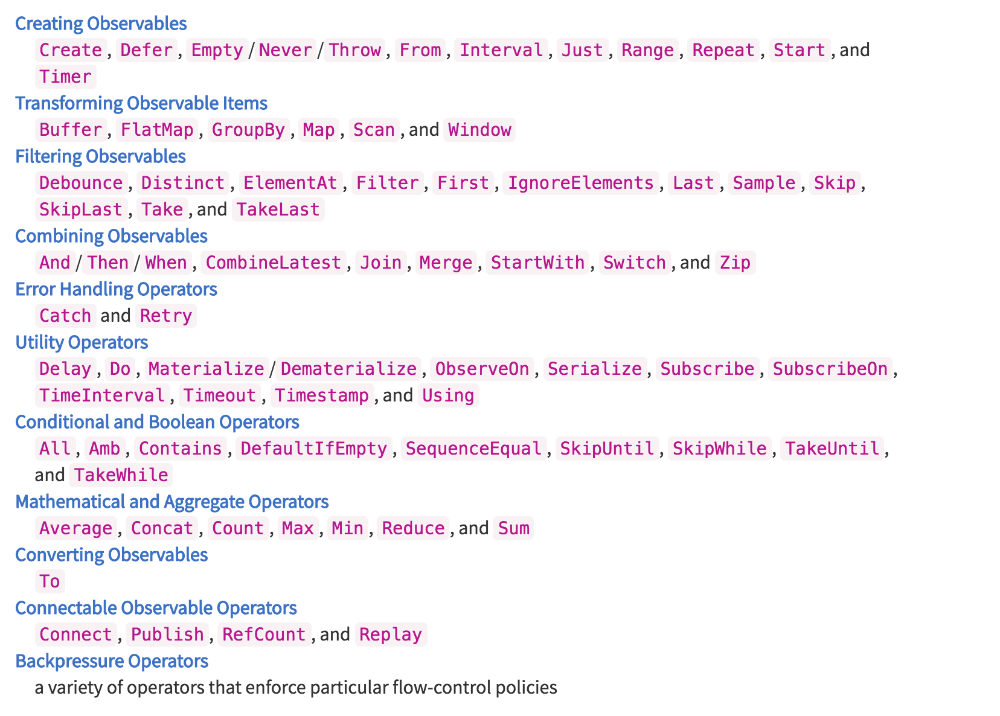 Creating Observables
Create, Defer, Empty/Never/Throw, From, Interval, Just, Range, Repeat, Start, and
Timer
Transforming Observable Items
Buffer, FlatMap, GroupBy, Map, Scan, and Window
Filtering Observables
Debounce, Distinct, ElementAt, Filter, First, IgnoreElements, Last, Sample, Skip,
SkipLast, Take, and TakeLast
Combining Observables
And/Then/When, CombineLatest, Join, Merge, StartWith, Switch, and Zip
Error Handling Operators
Catch and Retry
Utility Operators
Delay, Do, Materialize/Dematerialize, ObserveOn, Serialize, Subscribe, SubscribeOn,
TimeInterval, Timeout, Timestamp, and Using
Conditional and Boolean Operators
All, Amb, Contains, DefaultIfEmpty, SequenceEqual, SkipUntil, SkipWhile, TakeUntil,
and TakeWhile
Mathematical and Aggregate Operators
Average, Concat, Count, Max, Min, Reduce, and Sum
Converting Observables
To
Connectable Observable Operators
Connect, Publish, RefCount, and Replay
Backpressure Operators
a variety of operators that enforce particular flow-control policies